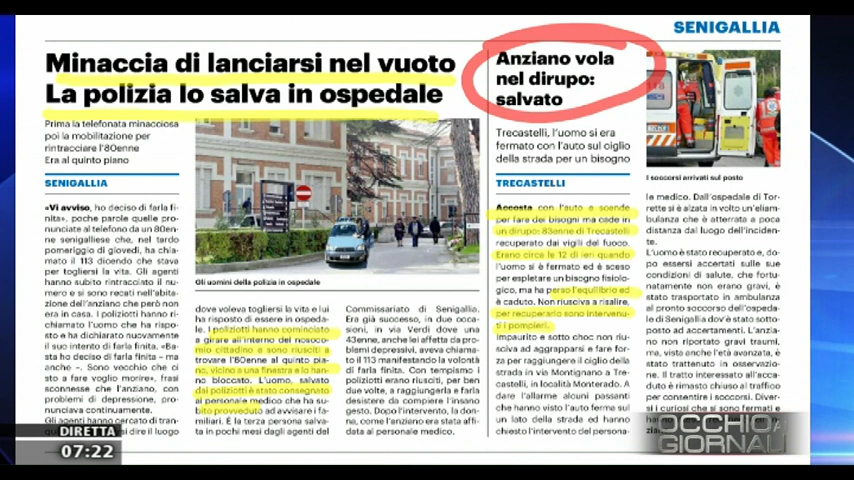 SENIGALLIA
Minaccia di lanciarsi nel vuoto
La polizia lo salva in ospedale
Prima la telefonata minacciosa
poi la mobilitazione per
rintracciare l'80enne
Era al quinto piano
SENIGALLIA
«Vi avviso, ho deciso di farla fi-
nita», poche parole quelle pro-
nunciate al telefono da un 80en-
ne senigalliese che, nel tardo
pomeriggio di giovedì, ha chia-
mato il 113 dicendo che stava
per togliersi la vita. Gli agenti
hanno subito rintracciato il nume-
ro e si sono recati nell'abita-
zione dell'anziano che però non
era in casa. I poliziotti hanno ri-
chiamato l'uomo che ha rispo-
sto e ha dichiarato nuovamente
il suo intento di farla finita. «Ba-
sta ho deciso di farla finita – ma
anche –. Sono vecchio che ci
sto a fare voglio morire», frasi
sconnesse che l'anziano, con
problemi di depressione, pro-
nunciava continuamente.
Gli agenti hanno cercato di tran-
si dire il luogo
Gli uomini della polizia in ospedale
dove voleva togliersi la vita e lui
ha risposto di essere in ospeda-
le. I poliziotti hanno cominciato
a girare all'interno del nosoco-
mio cittadino e sono riusciti a
trovare l'80enne al quinto pia-
no, vicino a una finestra e lo han-
no bloccato. L'uomo, salvato
dai poliziotti è stato consegnato
al personale medico che ha su-
bito provveduto ad avvisare i fa-
miliari. È la terza persona salva-
ta in pochi mesi dagli agenti del
Commissariato di Senigallia.
Era già successo, in due occa-
sioni, in via Verdi dove una
43enne, anche lei affetta da pro-
blemi depressivi, aveva chiama-
to il 113 manifestando la volontà
di farla finita. Con tempismo i
poliziotti erano riusciti, per ben
due volte, a raggiungerla e farla
desistere da compiere l'insano
gesto. Dopo l'intervento, la don-
na, come l'anziano era stata affi-
data al personale medico.
Anziano vola
nel dirupo:
salvato
Trecastelli, l'uomo si era
fermato con l'auto sul ciglio
della strada per un bisogno
TRECASTELLI
Accosta con l'auto e scende
per fare dei bisogni ma cade in
un dirupo: 83enne di Trecastelli
recuperato dai vigili del fuoco.
Erano circa le 12 di ieri quando
l'uomo si è fermato ed è sceso
per espletare un bisogno fisiolo-
gico, ma ha perso l'equilibrio ed
è caduto. Non riusciva a risalire,
per recuperarlo sono intervenu-
ti i pompieri.
Impaurito e sotto choc non riu-
sciva ad aggrapparsi e fare for-
za per raggiungere il ciglio della
strada in via Montignano a Tre-
castelli, in località Monterado. A
dare l'allarme alcuni passanti
che hanno visto l'auto ferma sul
un lato della strada ed hanno
chiesto l'intervento del persona-
I soccorsi arrivati sul posto
le medico. Dall'ospedale di Tor-
rette si è alzata in volto un'eliam-
bulanza che è atterrata a poca
distanza dal luogo dell'inciden-
te.
L'uomo è stato recuperato e, do-
po essersi accertati sulle sue
condizioni di salute, che fortu-
natamente non erano gravi, è
stato trasportato in ambulanza
al pronto soccorso dell'ospeda-
le di Senigallia dov'è stato sotto-
posto ad accertamenti. L'anzia-
no non riportato gravi traumi,
ma, vista anche l'età avanzata, è
stato trattenuto in osservazio-
ne. Il tratto interessato all'acca-
duto è rimasto chiuso al traffico
per consentire i soccorsi. Diver-
si i curiosi che si sono fermati e
DIRETTA
07:22
OCCHIO AI
GIORNALI